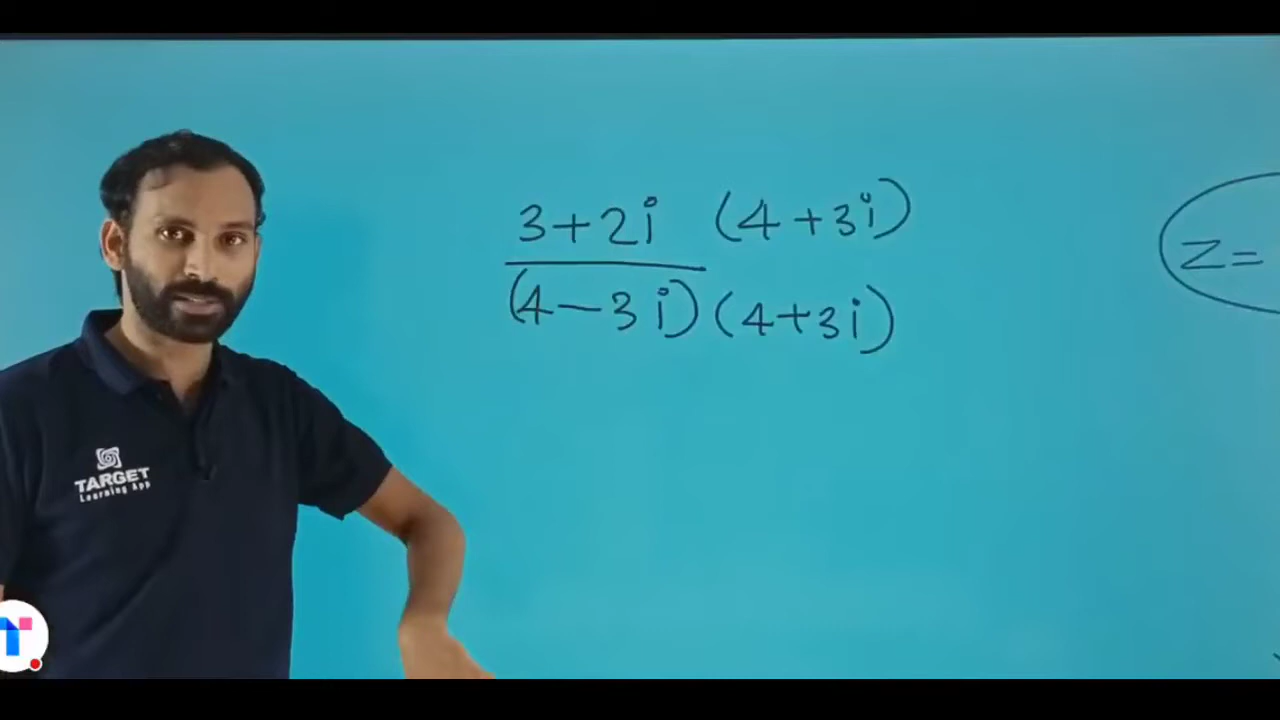 3+2i (4+3i)
(4-3i)(4+3i)
z=
TARGET
Learning App